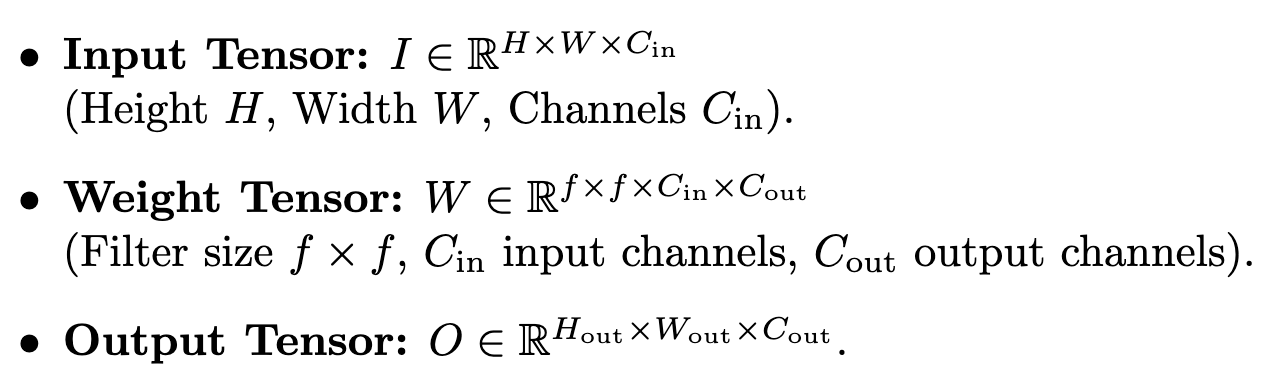 • Input Tensor: $I \in \mathbb{R}^{H \times W \times C_{\text{in}}}$
(Height $H$, Width $W$, Channels $C_{\text{in}}$).
• Weight Tensor: $W \in \mathbb{R}^{f \times f \times C_{\text{in}} \times C_{\text{out}}}$
(Filter size $f \times f$, $C_{\text{in}}$ input channels, $C_{\text{out}}$ output channels).
• Output Tensor: $O \in \mathbb{R}^{H_{\text{out}} \times W_{\text{out}} \times C_{\text{out}}}$.